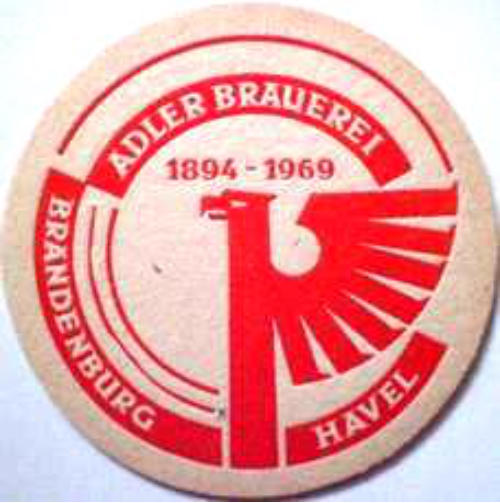 ADLER BRAUEREI
1894 - 1969
BRANDENBURG
HAVEL